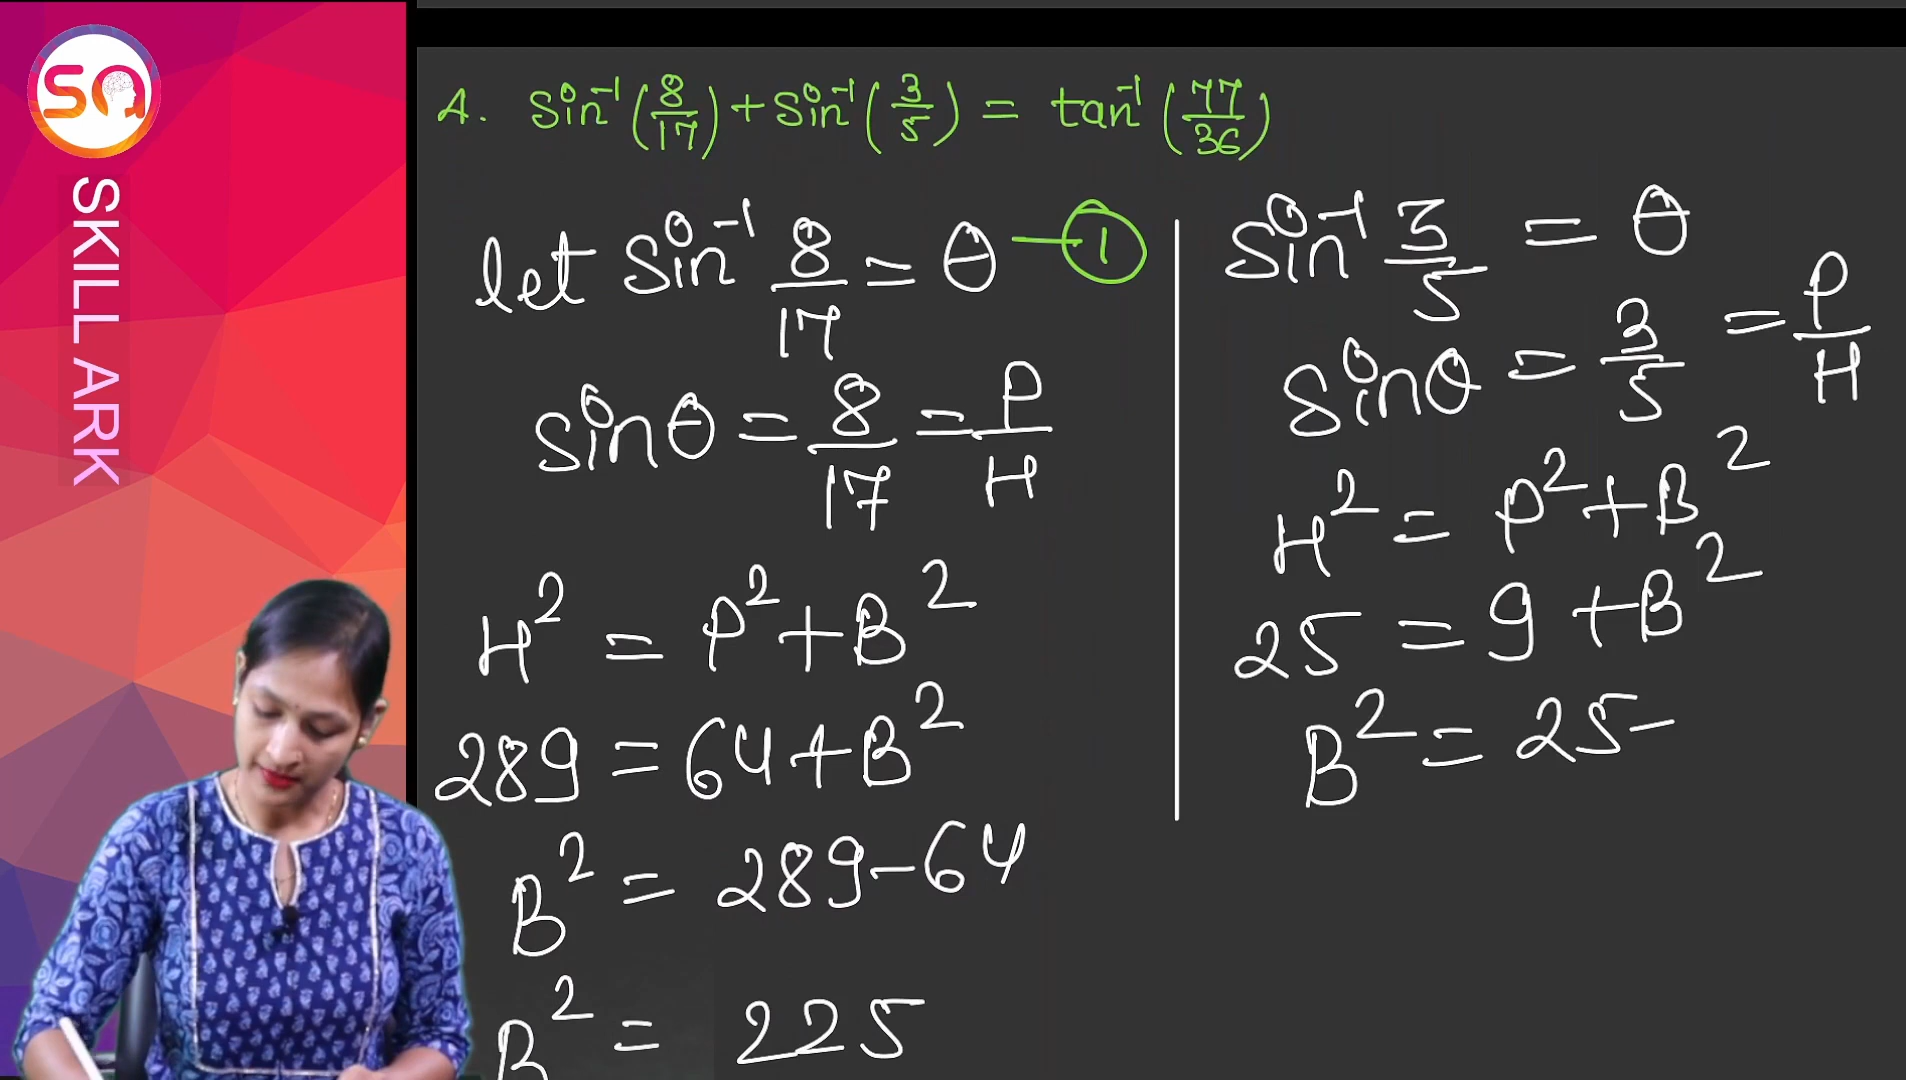 SA
SKILL ARK
A. sin⁻¹(8/17) + sin⁻¹(3/5) = tan⁻¹(77/36)
let sin⁻¹ 8/17 = θ — ①
sinθ = 8/17 = P/H
H² = P² + B²
289 = 64 + B²
B² = 289 - 64
B² = 225
sin⁻¹ 3/5 = θ
sinθ = 3/5 = P/H
H² = P² + B²
25 = 9 + B²
B² = 25 -